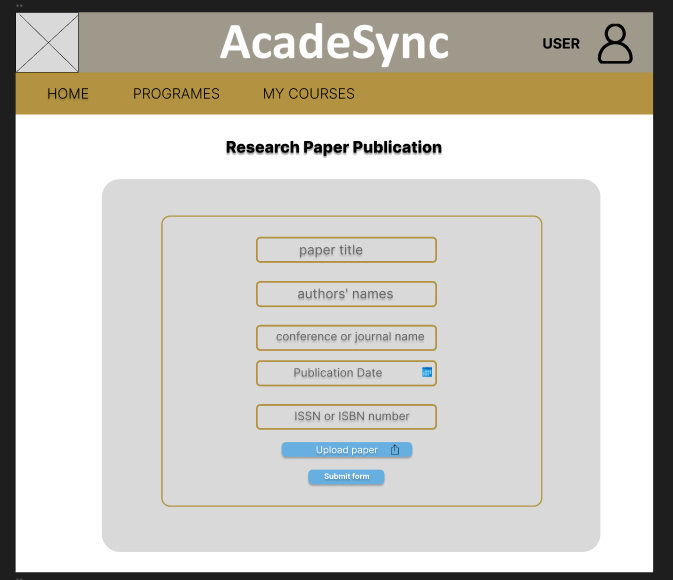 AcadeSync
USER
HOME PROGRAMES MY COURSES
Research Paper Publication
paper title
authors' names
conference or journal name
Publication Date
ISSN or ISBN number
Upload paper
Submit form